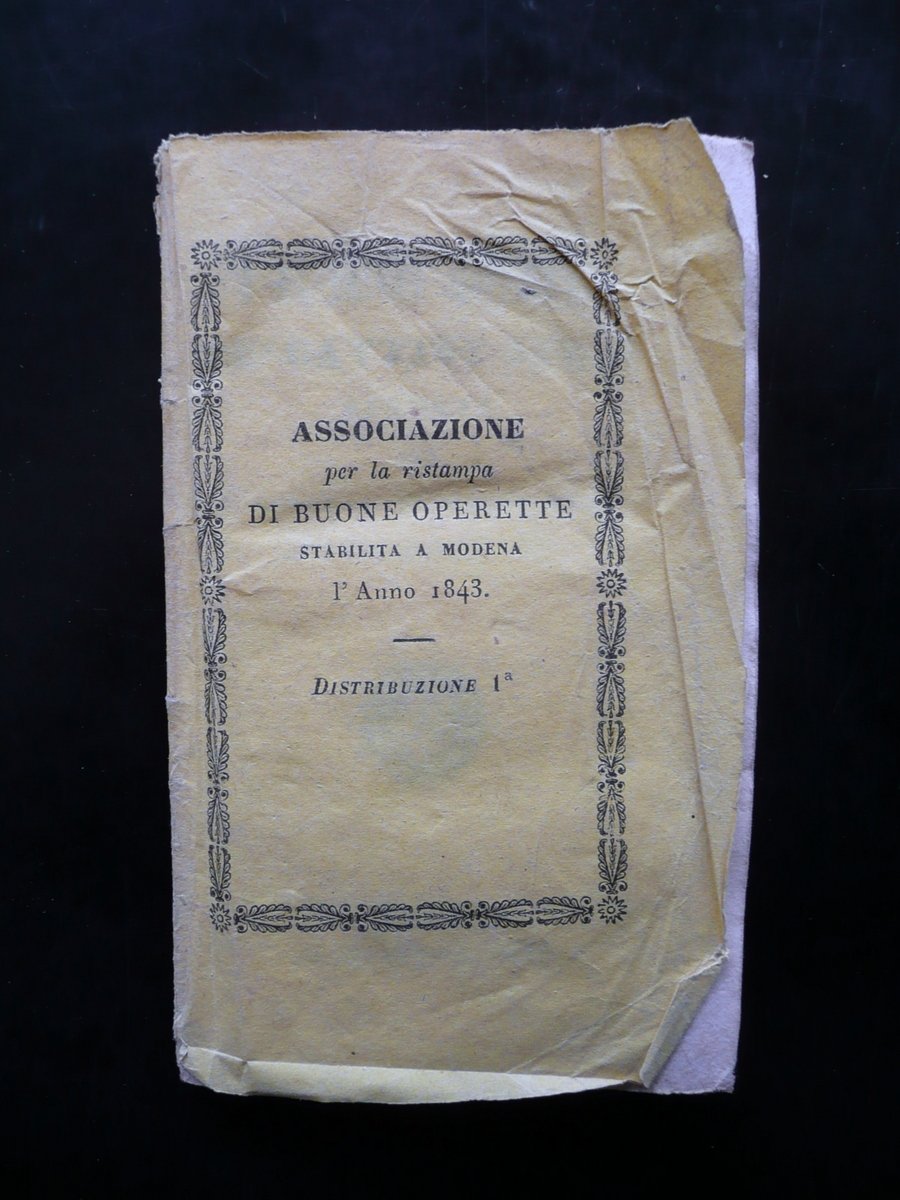 ASSOCIAZIONE
per la ristampa
DI BUONE OPERETTE
STABILITA A MODENA
l' Anno 1843.
DISTRIBUZIONE 1ª